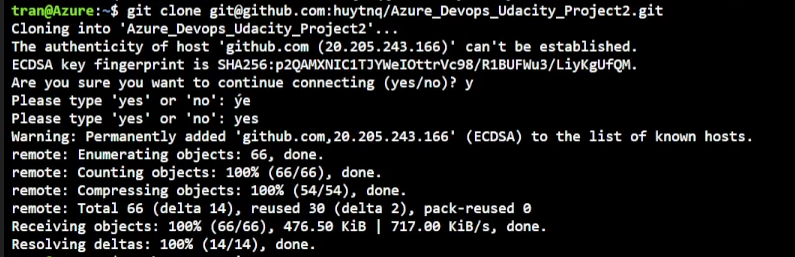 tran@Azure:~$ git clone git@github.com:huytnq/Azure_Devops_Udacity_Project2.git
Cloning into 'Azure_Devops_Udacity_Project2'...
The authenticity of host 'github.com (20.205.243.166)' can't be established.
ECDSA key fingerprint is SHA256:p2QAMXNIC1TJYWeIOttrVc98/R1BUFWu3/LiyKgUfQM.
Are you sure you want to continue connecting (yes/no)? y
Please type 'yes' or 'no': ýe
Please type 'yes' or 'no': yes
Warning: Permanently added 'github.com,20.205.243.166' (ECDSA) to the list of known hosts.
remote: Enumerating objects: 66, done.
remote: Counting objects: 100% (66/66), done.
remote: Compressing objects: 100% (54/54), done.
remote: Total 66 (delta 14), reused 30 (delta 2), pack-reused 0
Receiving objects: 100% (66/66), 476.50 KiB | 717.00 KiB/s, done.
Resolving deltas: 100% (14/14), done.